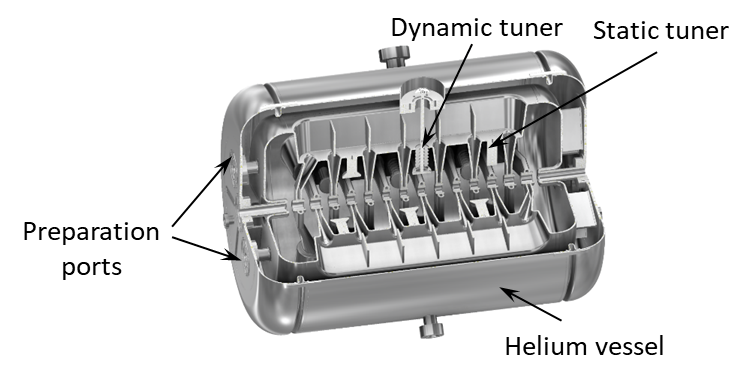 Dynamic tuner
Static tuner
Preparation
ports
Helium vessel